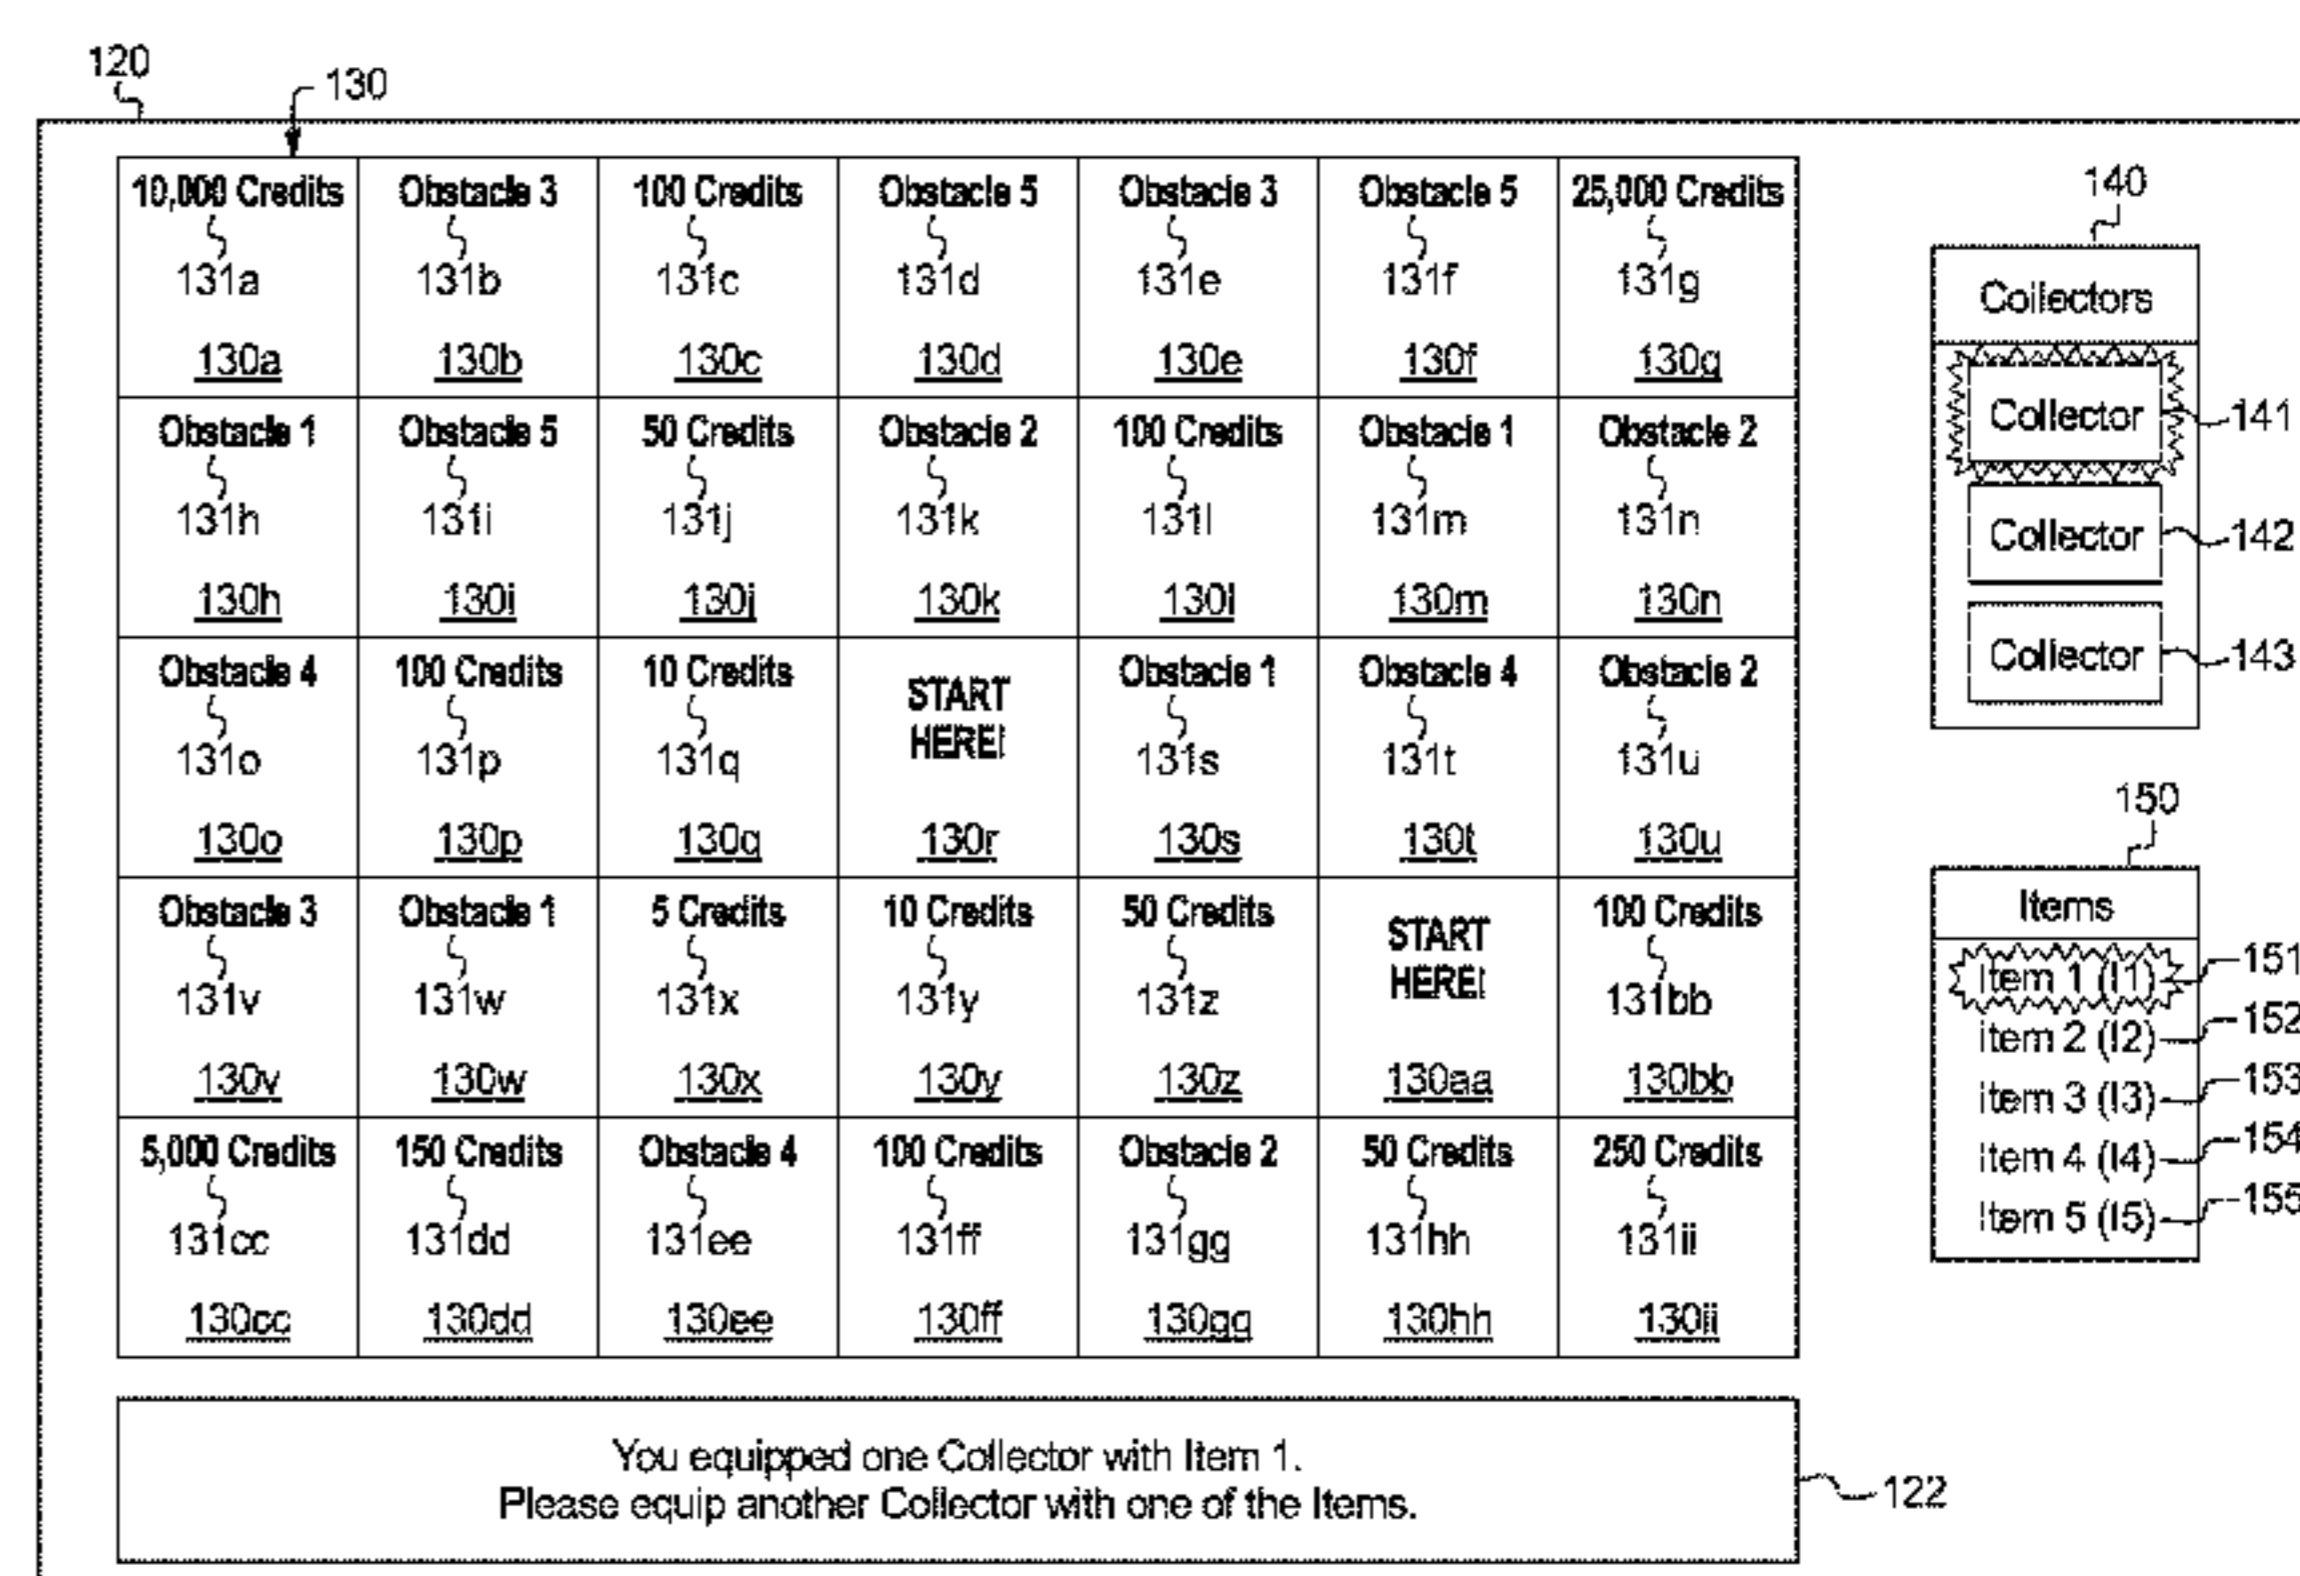 120
130
10,000 Credits Obstacle 3 100 Credits Obstacle 5 Obstacle 3 Obstacle 5 25,000 Credits
131a 131b 131c 131d 131e 131f 131g
130a 130b 130c 130d 130e 130f 130g
Obstacle 1 Obstacle 5 50 Credits Obstacle 2 100 Credits Obstacle 1 Obstacle 2
131h 131i 131j 131k 131l 131m 131n
130h 130i 130j 130k 130l 130m 130n
Obstacle 4 100 Credits 10 Credits START HERE! Obstacle 1 Obstacle 4 Obstacle 2
131o 131p 131q 131s 131t 131u
130o 130p 130q 130r 130s 130t 130u
Obstacle 3 Obstacle 1 5 Credits 10 Credits 50 Credits START HERE! 100 Credits
131v 131w 131x 131y 131z 131bb
130v 130w 130x 130y 130z 130aa 130bb
5,000 Credits 150 Credits Obstacle 4 100 Credits Obstacle 2 50 Credits 250 Credits
131cc 131dd 131ee 131ff 131gg 131hh 131ii
130cc 130dd 130ee 130ff 130gg 130hh 130ii
140
Collectors
Collector 141
Collector 142
Collector 143
150
Items
Item 1 (I1) 151
Item 2 (I2) 152
Item 3 (I3) 153
Item 4 (I4) 154
Item 5 (I5) 155
You equipped one Collector with Item 1.
Please equip another Collector with one of the Items.
122